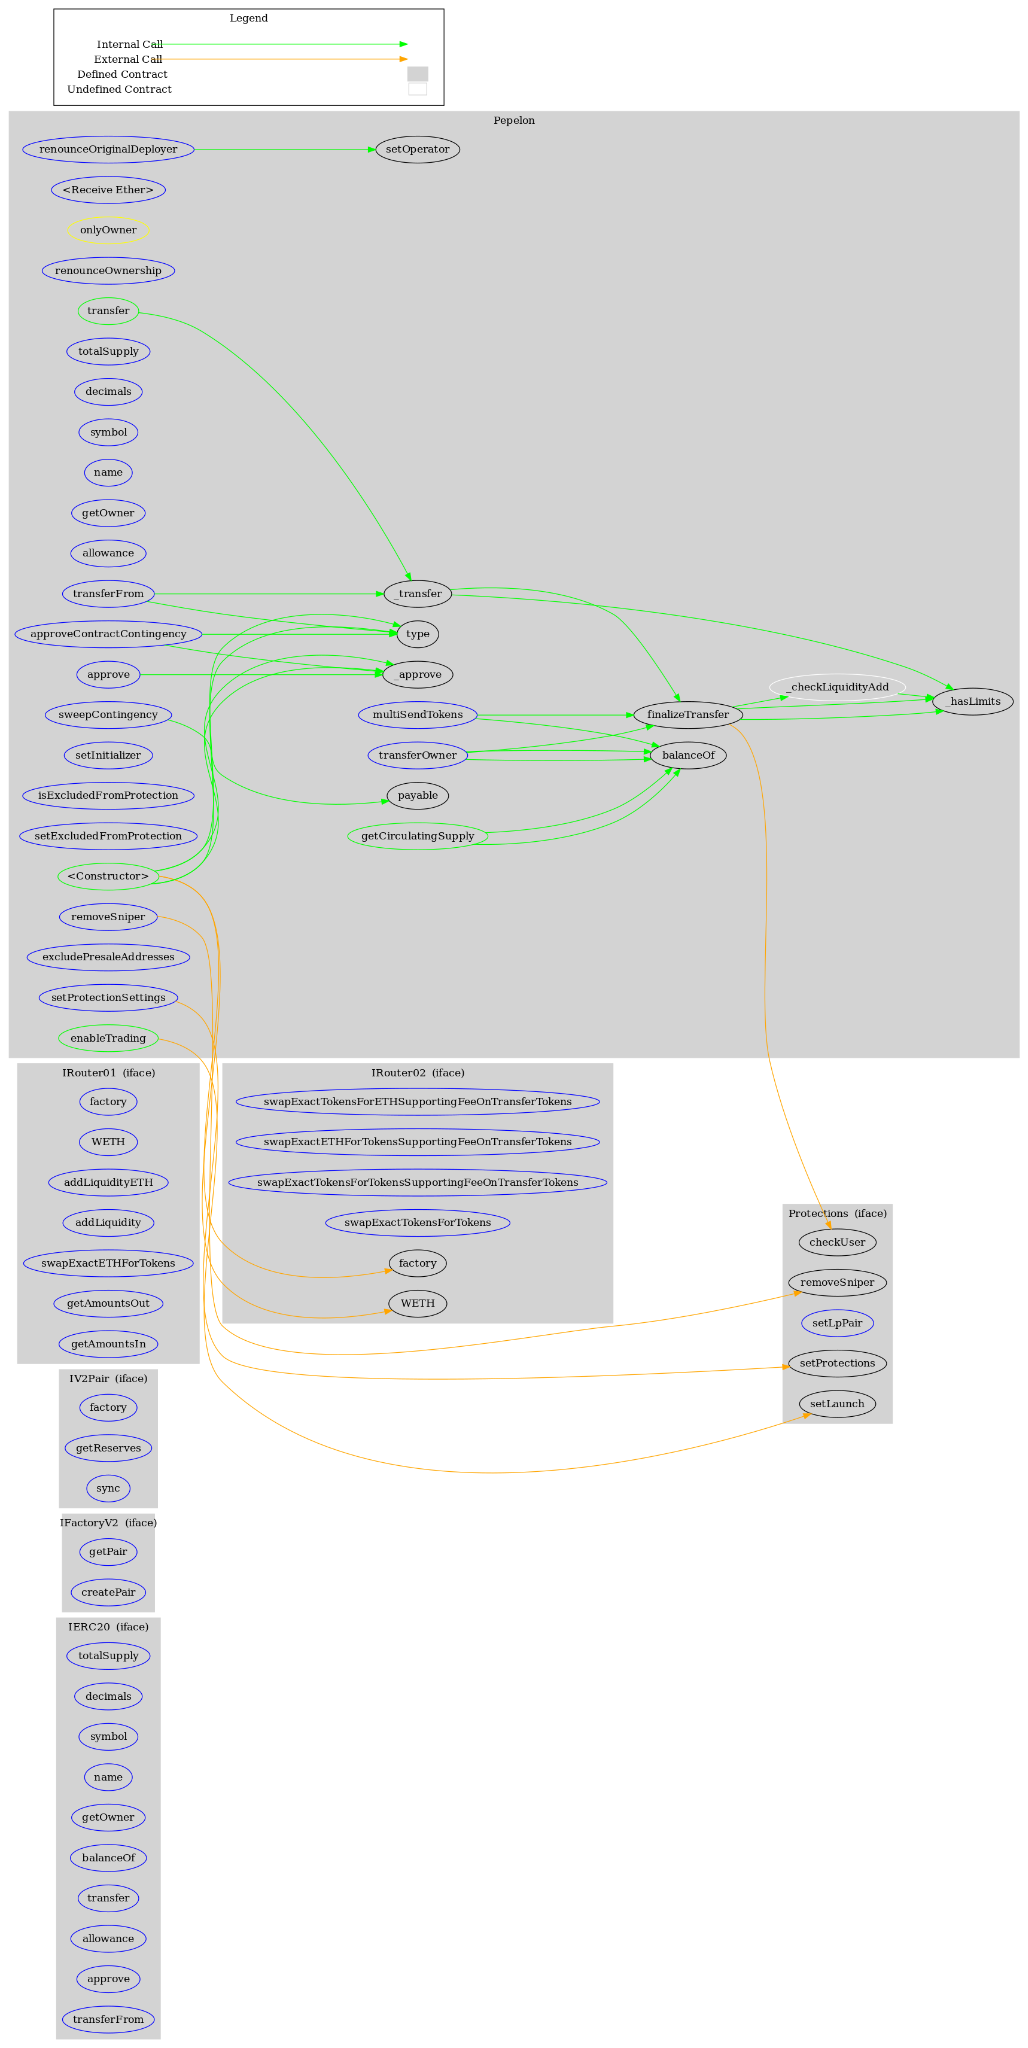 Legend
Internal Call
External Call
Defined Contract
Undefined Contract
Pepelon
renounceOriginalDeployer
setOperator
<Receive Ether>
onlyOwner
renounceOwnership
transfer
totalSupply
decimals
symbol
name
getOwner
allowance
transferFrom
_transfer
approveContractContingency
type
approve
_approve
_checkLiquidityAdd
_hasLimits
sweepContingency
multiSendTokens
finalizeTransfer
setInitializer
transferOwner
balanceOf
isExcludedFromProtection
payable
setExcludedFromProtection
getCirculatingSupply
<Constructor>
removeSniper
excludePresaleAddresses
setProtectionSettings
enableTrading
IRouter01 (iface)
factory
WETH
addLiquidityETH
addLiquidity
swapExactETHForTokens
getAmountsOut
getAmountsIn
IRouter02 (iface)
swapExactTokensForETHSupportingFeeOnTransferTokens
swapExactETHForTokensSupportingFeeOnTransferTokens
swapExactTokensForTokensSupportingFeeOnTransferTokens
swapExactTokensForTokens
factory
WETH
Protections (iface)
checkUser
removeSniper
setLpPair
setProtections
setLaunch
IV2Pair (iface)
factory
getReserves
sync
IFactoryV2 (iface)
getPair
createPair
IERC20 (iface)
totalSupply
decimals
symbol
name
getOwner
balanceOf
transfer
allowance
approve
transferFrom